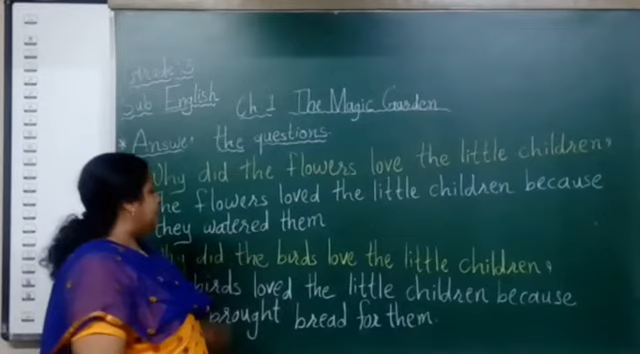 Grade:3
Sub English Ch 1 The Magic Garden
* Answer the questions.
Why did the flowers love the little children?
The flowers loved the little children because
they watered them
Why did the birds love the little children?
birds loved the little children because
brought bread for them.